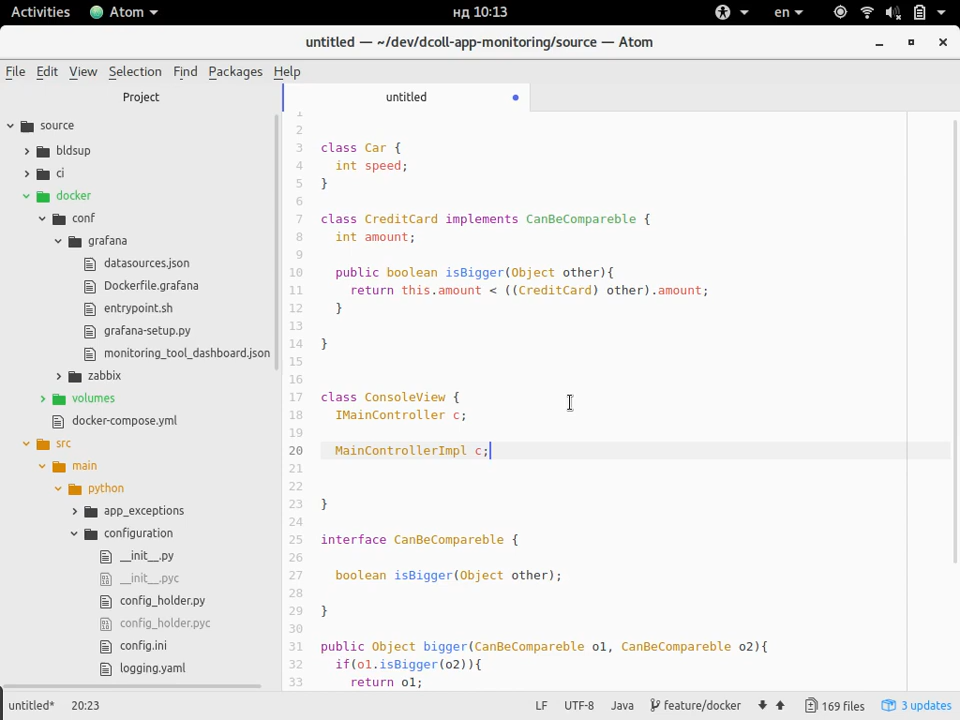 Activities
Atom
нд 10:13
en
untitled — ~/dev/dcoll-app-monitoring/source — Atom
File Edit View Selection Find Packages Help
Project
source
bldsup
ci
docker
conf
grafana
datasources.json
Dockerfile.grafana
entrypoint.sh
grafana-setup.py
monitoring_tool_dashboard.json
zabbix
volumes
docker-compose.yml
src
main
python
app_exceptions
configuration
__init__.py
__init__.pyc
config_holder.py
config_holder.pyc
config.ini
logging.yaml
untitled
1
2
3 class Car {
4 int speed;
5 }
6
7 class CreditCard implements CanBeCompareble {
8 int amount;
9
10 public boolean isBigger(Object other){
11 return this.amount < ((CreditCard) other).amount;
12 }
13
14 }
15
16
17 class ConsoleView {
18 IMainController c;
19
20 MainControllerImpl c;
21
22
23 }
24
25 interface CanBeCompareble {
26
27 boolean isBigger(Object other);
28
29 }
30
31 public Object bigger(CanBeCompareble o1, CanBeCompareble o2){
32 if(o1.isBigger(o2)){
33 return o1;
untitled* 20:23 LF UTF-8 Java feature/docker 169 files 3 updates